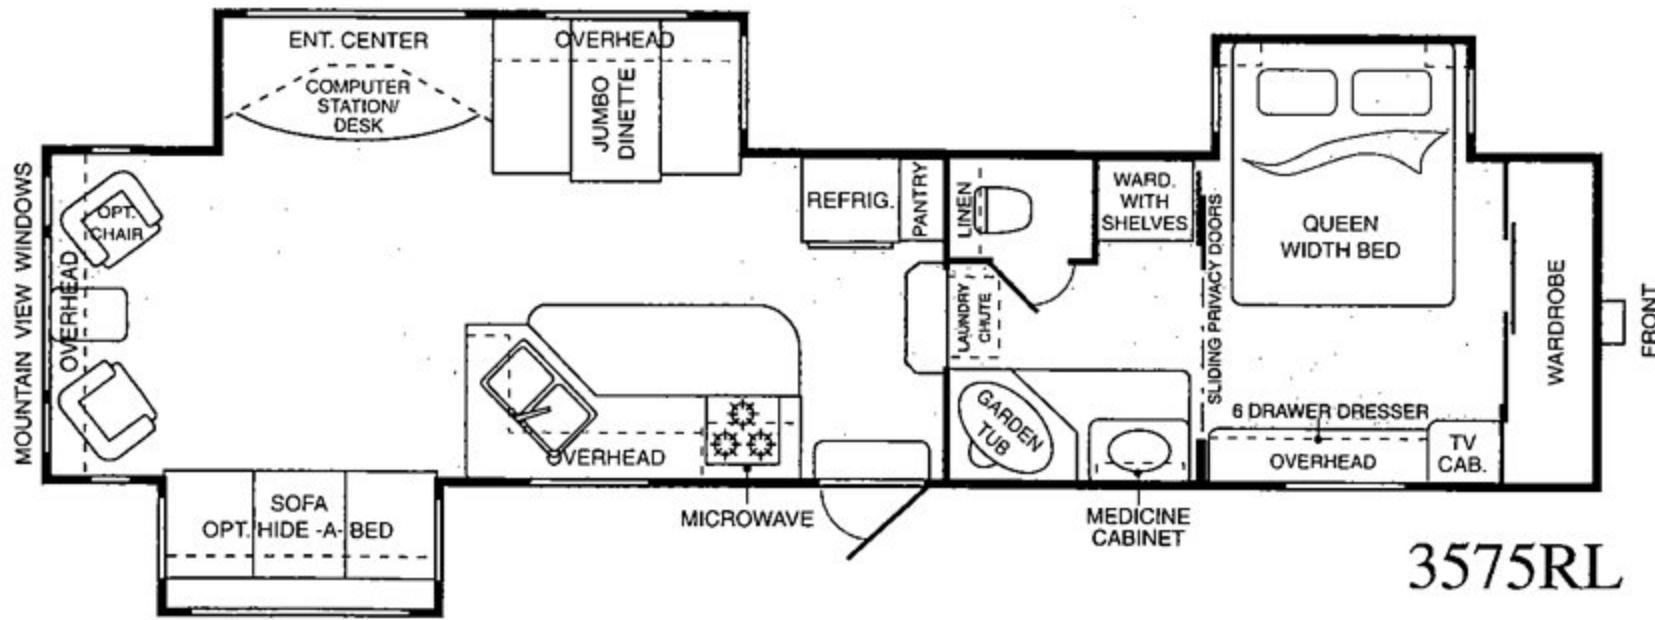 ENT. CENTER
OVERHEAD
COMPUTER
STATION/
DESK
JUMBO
DINETTE
MOUNTAIN VIEW WINDOWS
OPT.
CHAIR
OVERHEAD
REFRIG.
PANTRY
LINEN
WARD.
WITH
SHELVES
SLIDING PRIVACY DOORS
QUEEN
WIDTH BED
WARDROBE
FRONT
LAUNDRY
CHUTE
GARDEN
TUB
6 DRAWER DRESSER
OVERHEAD
TV
CAB.
OVERHEAD
SOFA
OPT. HIDE -A- BED
MICROWAVE
MEDICINE
CABINET
3575RL